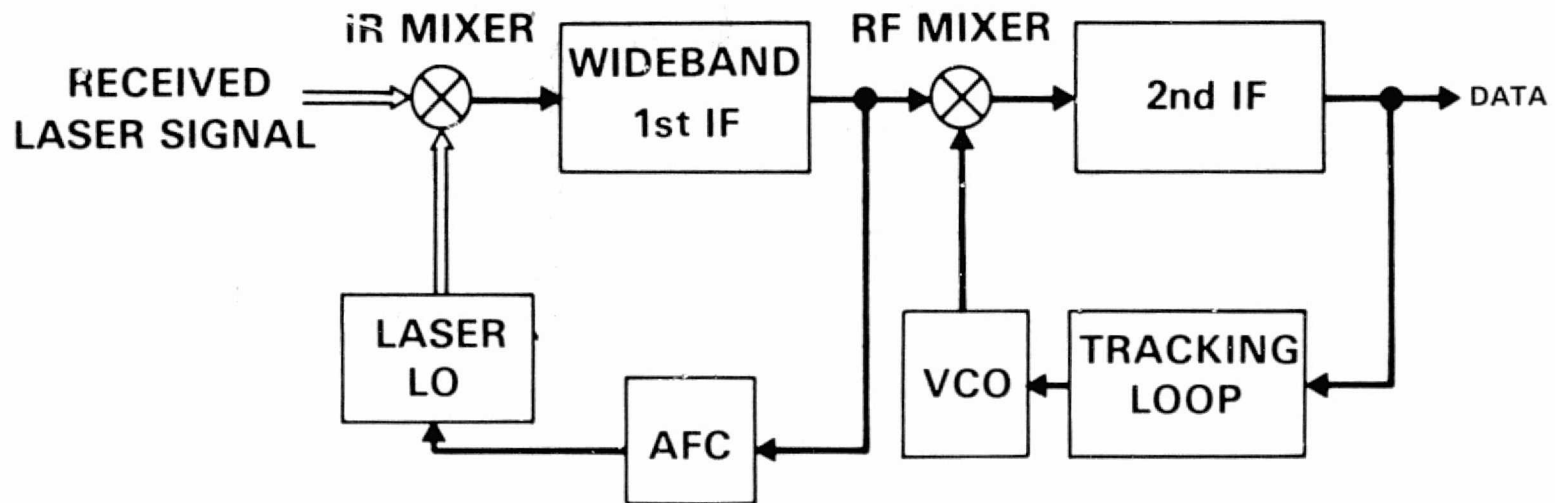 iR MIXER
RF MIXER
RECEIVED
LASER SIGNAL
WIDEBAND
1st IF
2nd IF
DATA
LASER
LO
AFC
VCO
TRACKING
LOOP